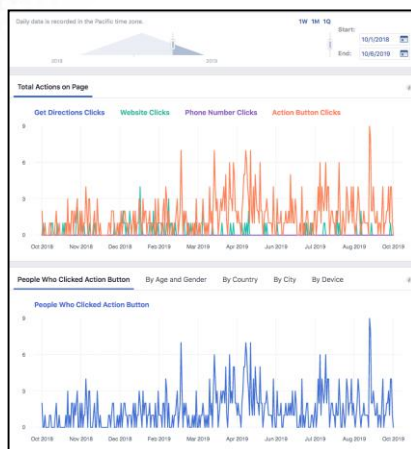 Daily data is recorded in the Pacific time zone.
1W 1M 1Q
Start:
10/1/2018
End:
10/6/2019
2018
2019
Total Actions on Page
Get Directions Clicks Website Clicks Phone Number Clicks Action Button Clicks
9
6
3
0
Oct 2018 Nov 2018 Dec 2018 Jan 2019 Feb 2019 Mar 2019 Apr 2019 May 2019 Jun 2019 Jul 2019 Aug 2019 Oct 2019
People Who Clicked Action Button By Age and Gender By Country By City By Device
People Who Clicked Action Button
9
6
3
0
Oct 2018 Nov 2018 Dec 2018 Jan 2019 Feb 2019 Mar 2019 Apr 2019 May 2019 Jun 2019 Jul 2019 Aug 2019 Oct 2019